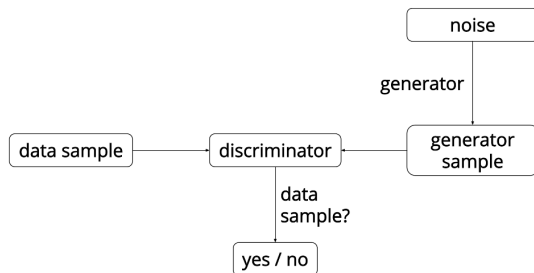 noise
generator
data sample
discriminator
generator
sample
data
sample?
yes / no